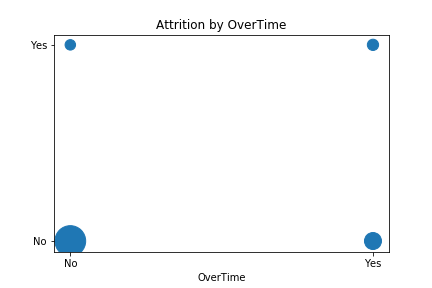 Attrition by OverTime
Yes
No
No Yes
OverTime